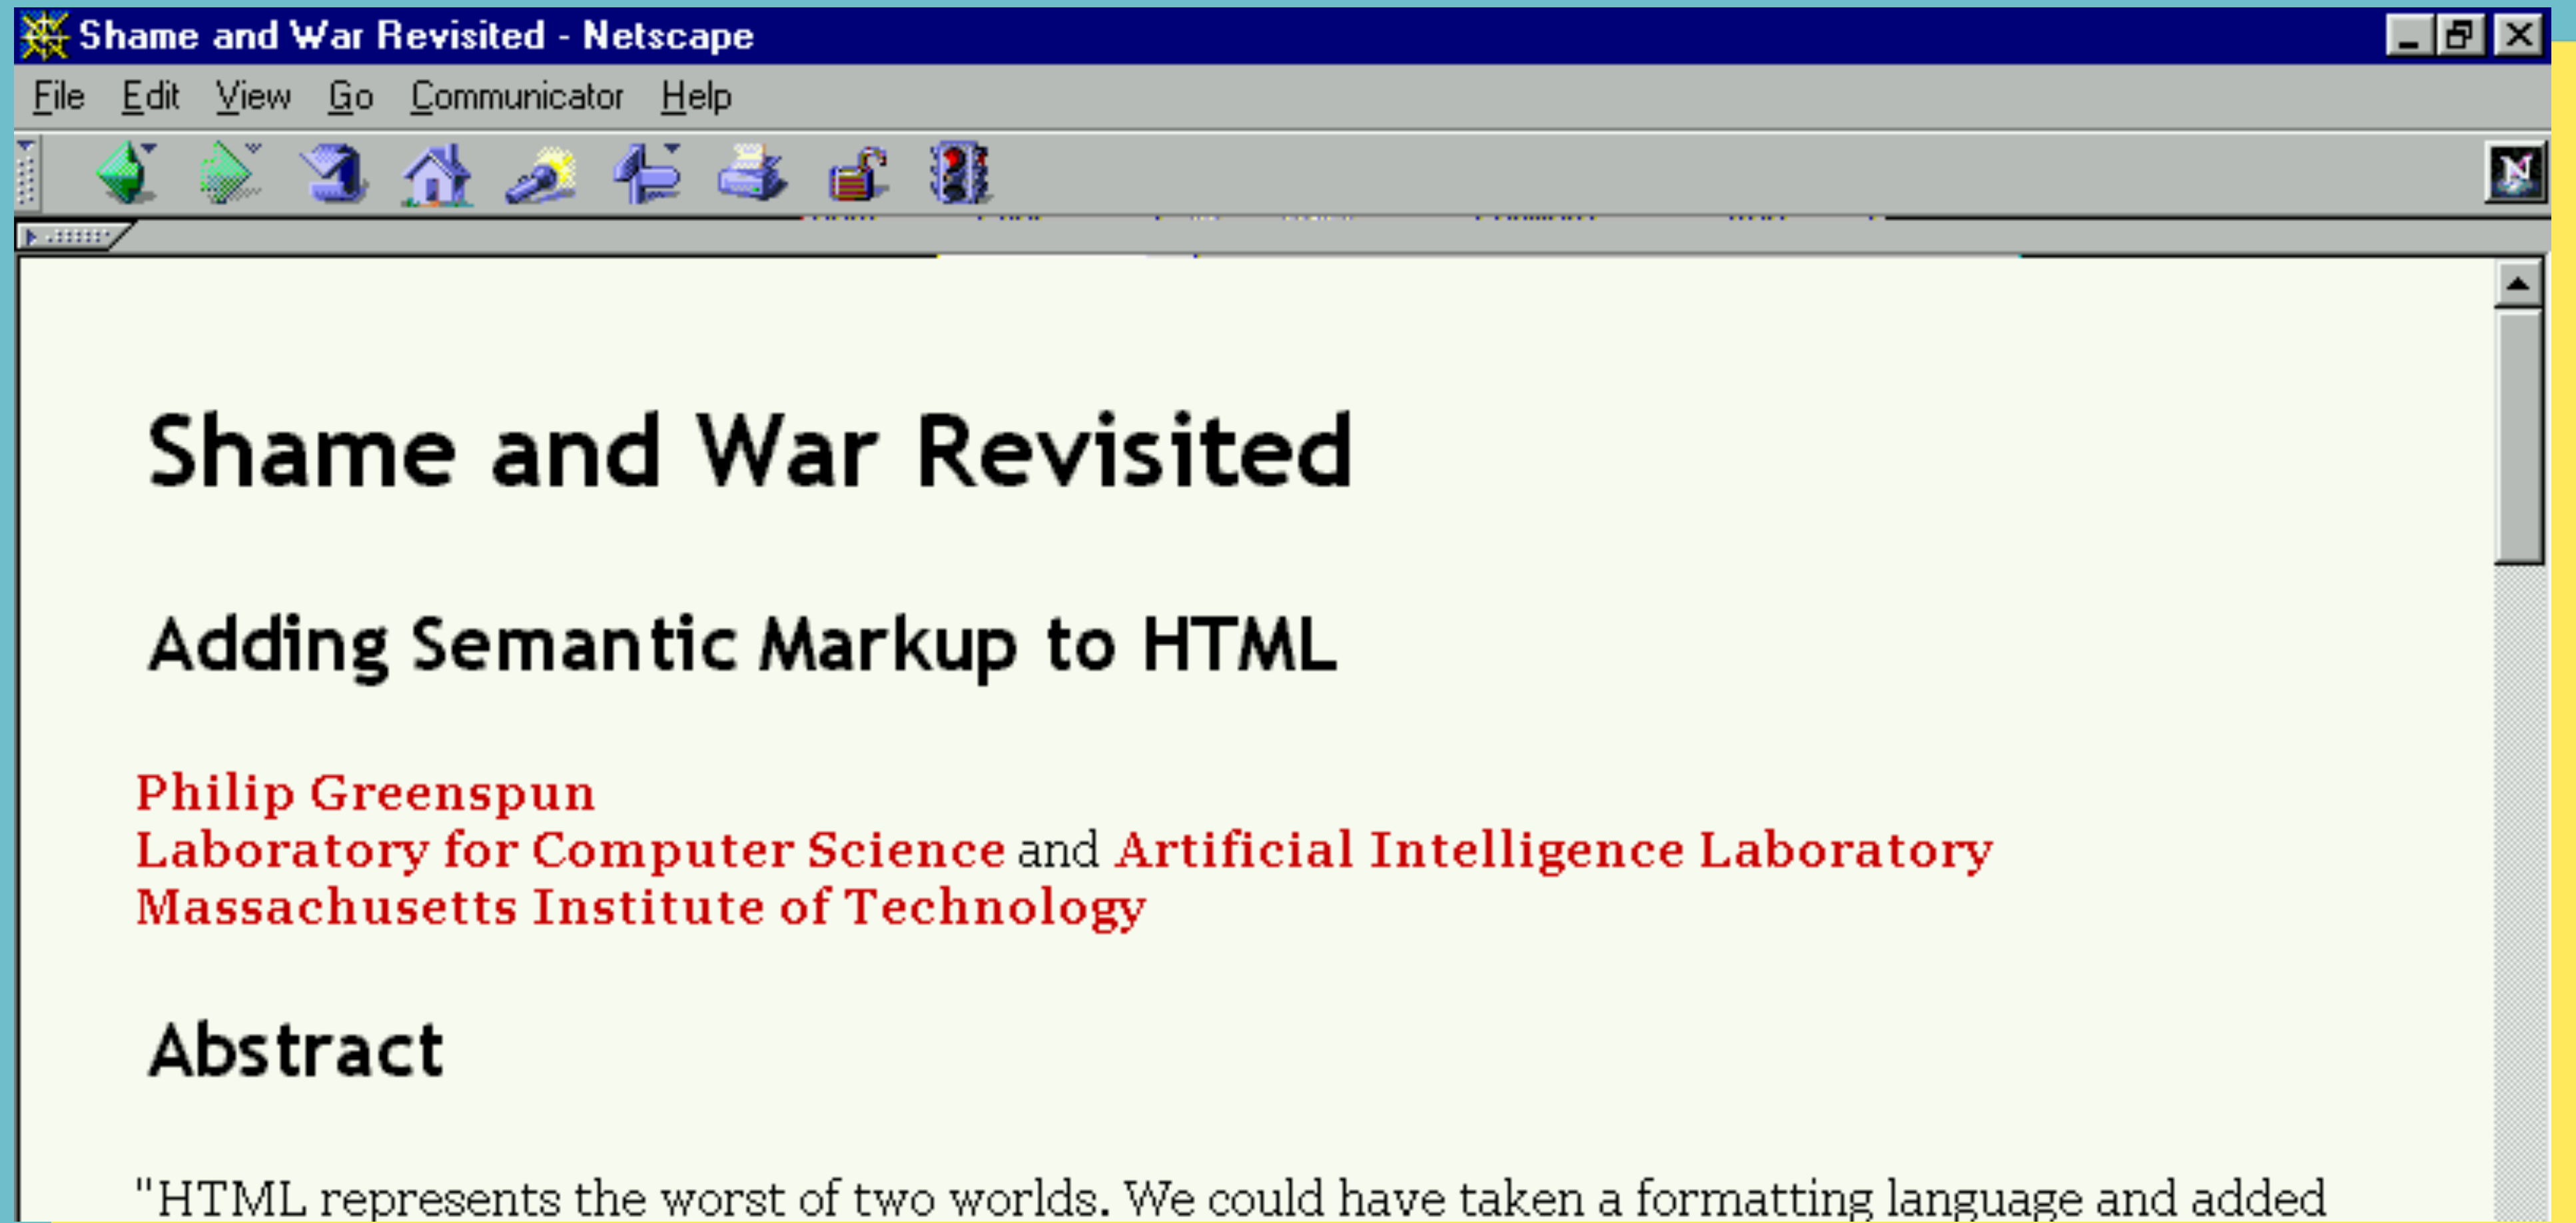 Shame and War Revisited - Netscape
File Edit View Go Communicator Help
N
Shame and War Revisited
Adding Semantic Markup to HTML
Philip Greenspun
Laboratory for Computer Science and Artificial Intelligence Laboratory
Massachusetts Institute of Technology
Abstract
"HTML represents the worst of two worlds. We could have taken a formatting language and added